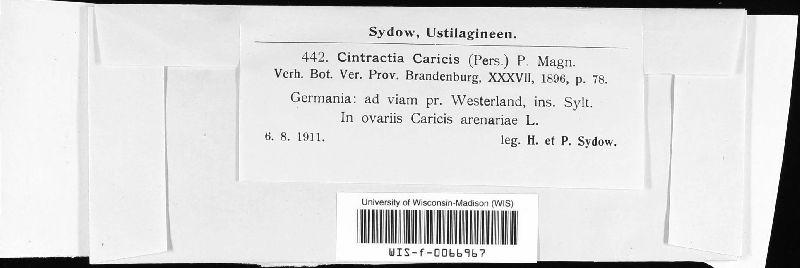 Sydow, Ustilagineen.
442. Cintractia Caricis (Pers.) P. Magn.
Verh. Bot. Ver. Prov. Brandenburg, XXXVII, 1896, p. 78.
Germania: ad viam pr. Westerland, ins. Sylt.
In ovariis Caricis arenariae L.
6. 8. 1911. leg. H. et P. Sydow.
University of Wisconsin-Madison (WIS)
WIS-f-0066967